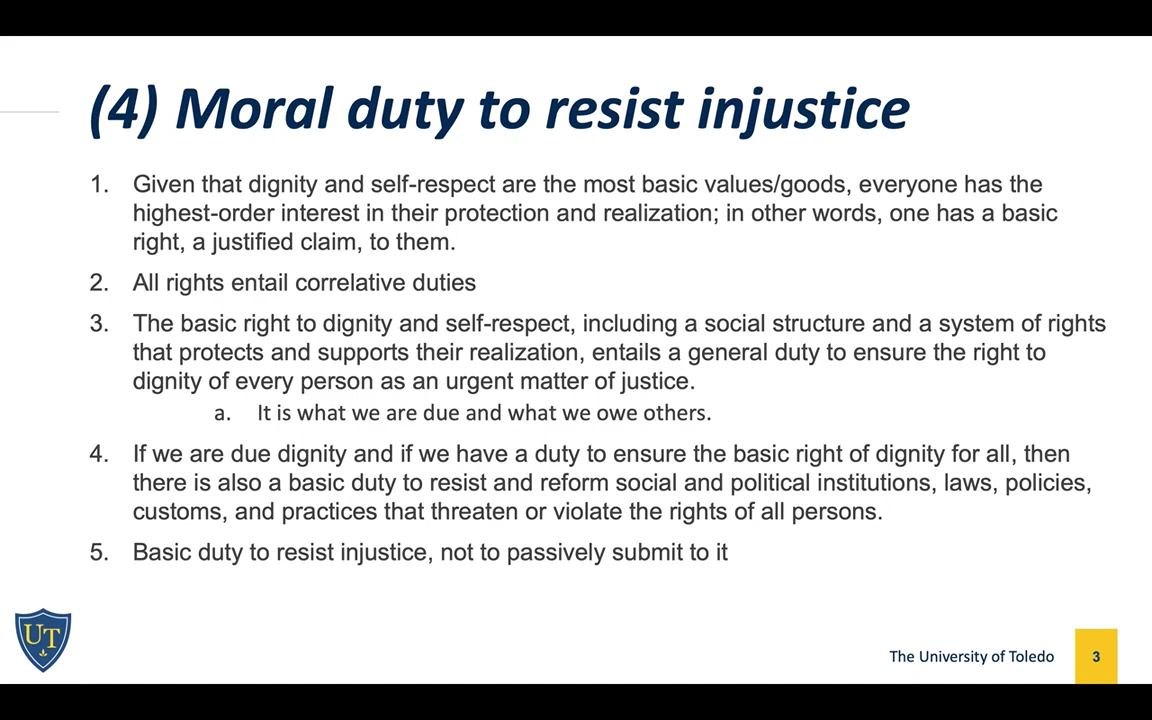 (4) Moral duty to resist injustice
1. Given that dignity and self-respect are the most basic values/goods, everyone has the
highest-order interest in their protection and realization; in other words, one has a basic
right, a justified claim, to them.
2. All rights entail correlative duties
3. The basic right to dignity and self-respect, including a social structure and a system of rights
that protects and supports their realization, entails a general duty to ensure the right to
dignity of every person as an urgent matter of justice.
a. It is what we are due and what we owe others.
4. If we are due dignity and if we have a duty to ensure the basic right of dignity for all, then
there is also a basic duty to resist and reform social and political institutions, laws, policies,
customs, and practices that threaten or violate the rights of all persons.
5. Basic duty to resist injustice, not to passively submit to it
UT
The University of Toledo
3